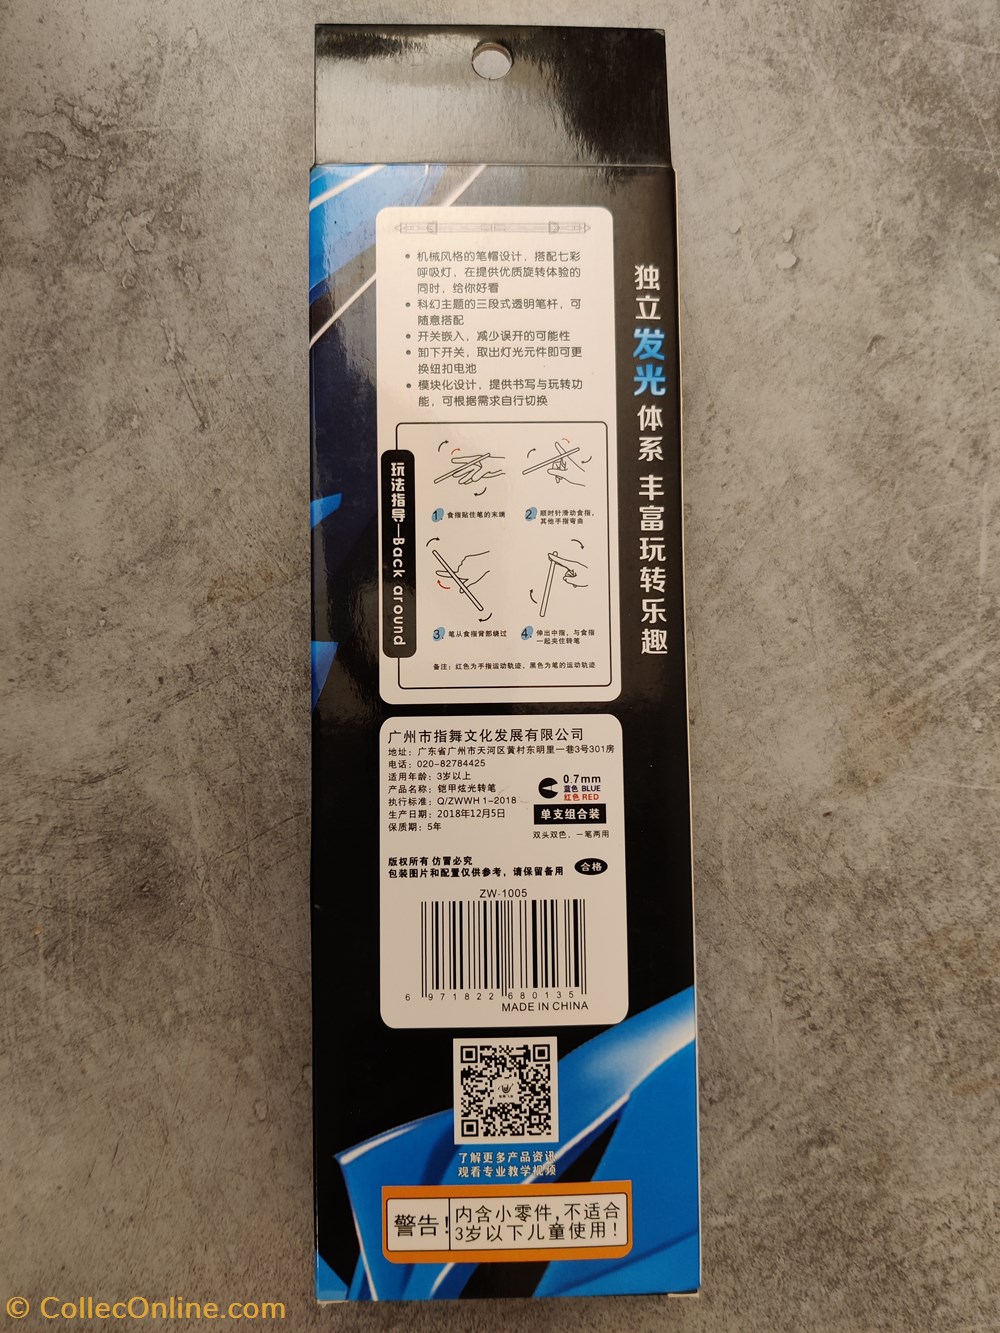 机械风格的笔帽设计，搭配七彩
呼吸灯，在提供优质旋转体验的
同时，给你好看
科幻主题的三段式透明笔杆，可
随意搭配
开关嵌入，减少误开的可能性
卸下开关，取出灯光元件即可更
换纽扣电池
模块化设计，提供书写与玩转功
能，可根据需求自行切换
独立发光体系 丰富玩转乐趣
玩法指导—Back around
1. 食指贴住笔的末端
2. 顺时针滑动食指，
其他手指弯曲
3. 笔从食指背部绕过
4. 伸出中指，与食指
一起夹住转笔
备注：红色为手指运动轨迹，黑色为笔的运动轨迹
广州市指舞文化发展有限公司
地址：广东省广州市天河区黄村东明里一巷3号301房
电话：020-82784425
适用年龄：3岁以上
产品名称：铠甲炫光转笔
执行标准：Q/ZWWH 1-2018
生产日期：2018年12月5日
保质期：5年
0.7mm
蓝色 BLUE
红色 RED
单支组合装
双头双色，一笔两用
版权所有 仿冒必究
包装图片和配置仅供参考，请保留备用
合格
ZW-1005
6 971822 680135
MADE IN CHINA
了解更多产品资讯
观看专业教学视频
警告！
内含小零件,不适合
3岁以下儿童使用！
© CollecOnline.com